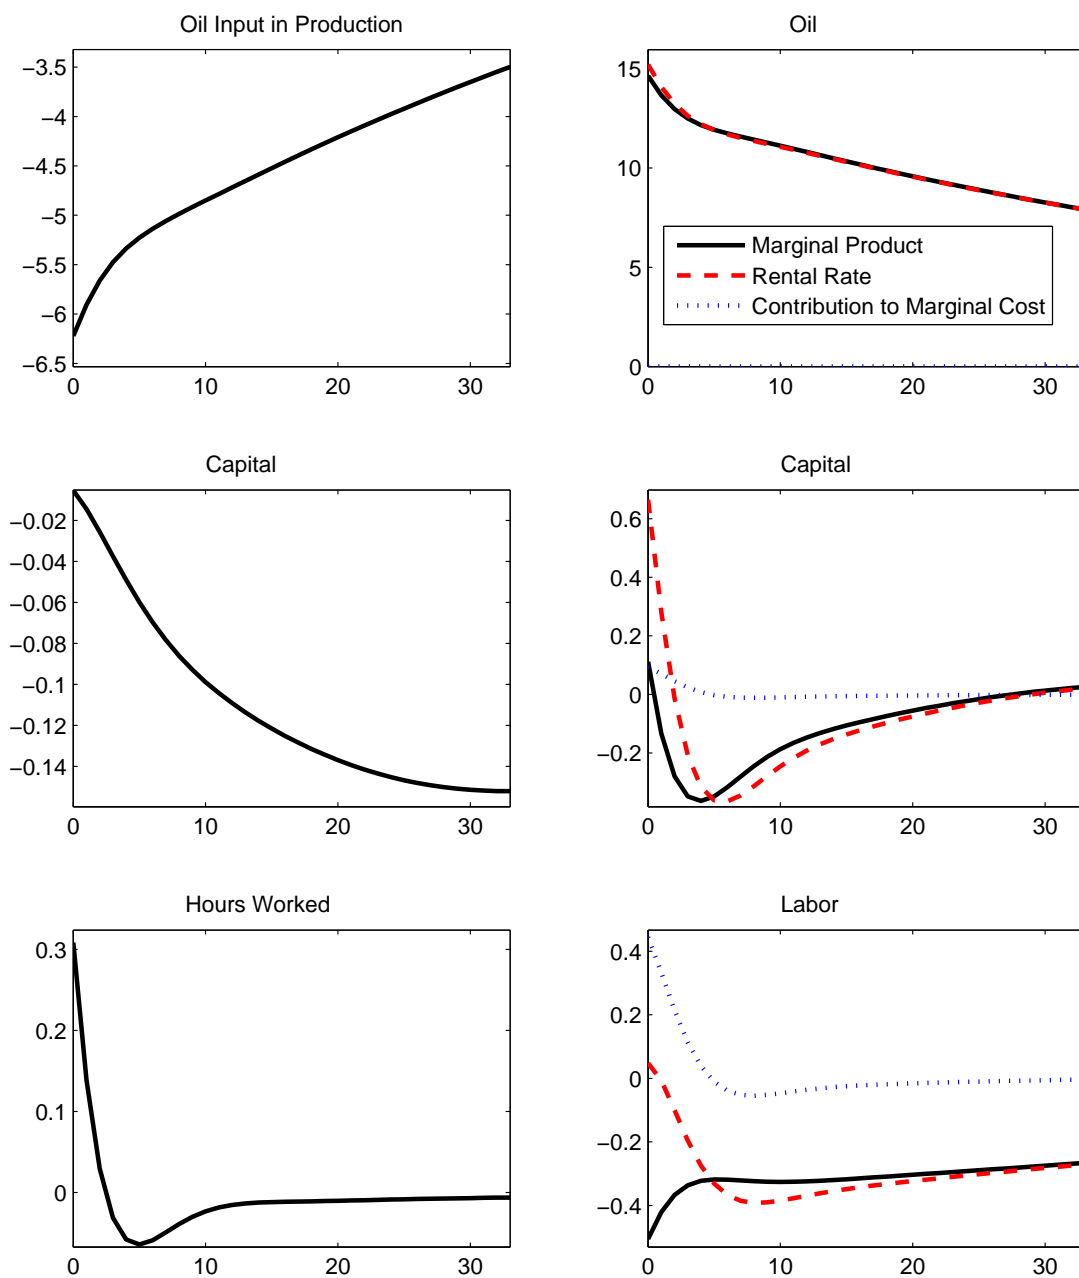 Oil Input in Production
−3.5
−4
−4.5
−5
−5.5
−6
−6.5
0 10 20 30
Oil
15
10
5
0
Marginal Product
Rental Rate
Contribution to Marginal Cost
0 10 20 30
Capital
−0.02
−0.04
−0.06
−0.08
−0.1
−0.12
−0.14
0 10 20 30
Capital
0.6
0.4
0.2
0
−0.2
0 10 20 30
Hours Worked
0.3
0.2
0.1
0
0 10 20 30
Labor
0.4
0.2
0
−0.2
−0.4
0 10 20 30